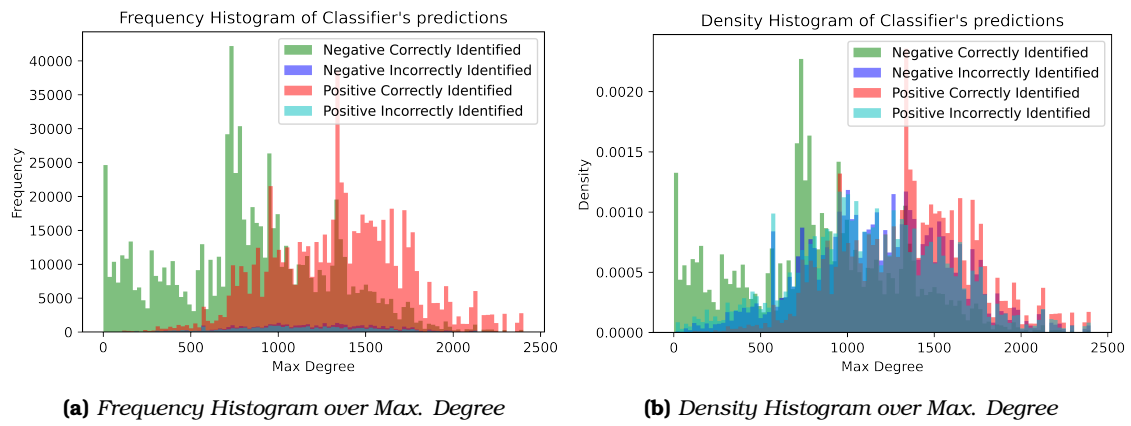 Frequency Histogram of Classifier's predictions
Negative Correctly Identified
Negative Incorrectly Identified
Positive Correctly Identified
Positive Incorrectly Identified
40000
35000
30000
25000
20000
15000
10000
5000
0
Frequency
0 500 1000 1500 2000 2500
Max Degree
(a) Frequency Histogram over Max. Degree
Density Histogram of Classifier's predictions
Negative Correctly Identified
Negative Incorrectly Identified
Positive Correctly Identified
Positive Incorrectly Identified
0.0020
0.0015
0.0010
0.0005
0.0000
Density
0 500 1000 1500 2000 2500
Max Degree
(b) Density Histogram over Max. Degree